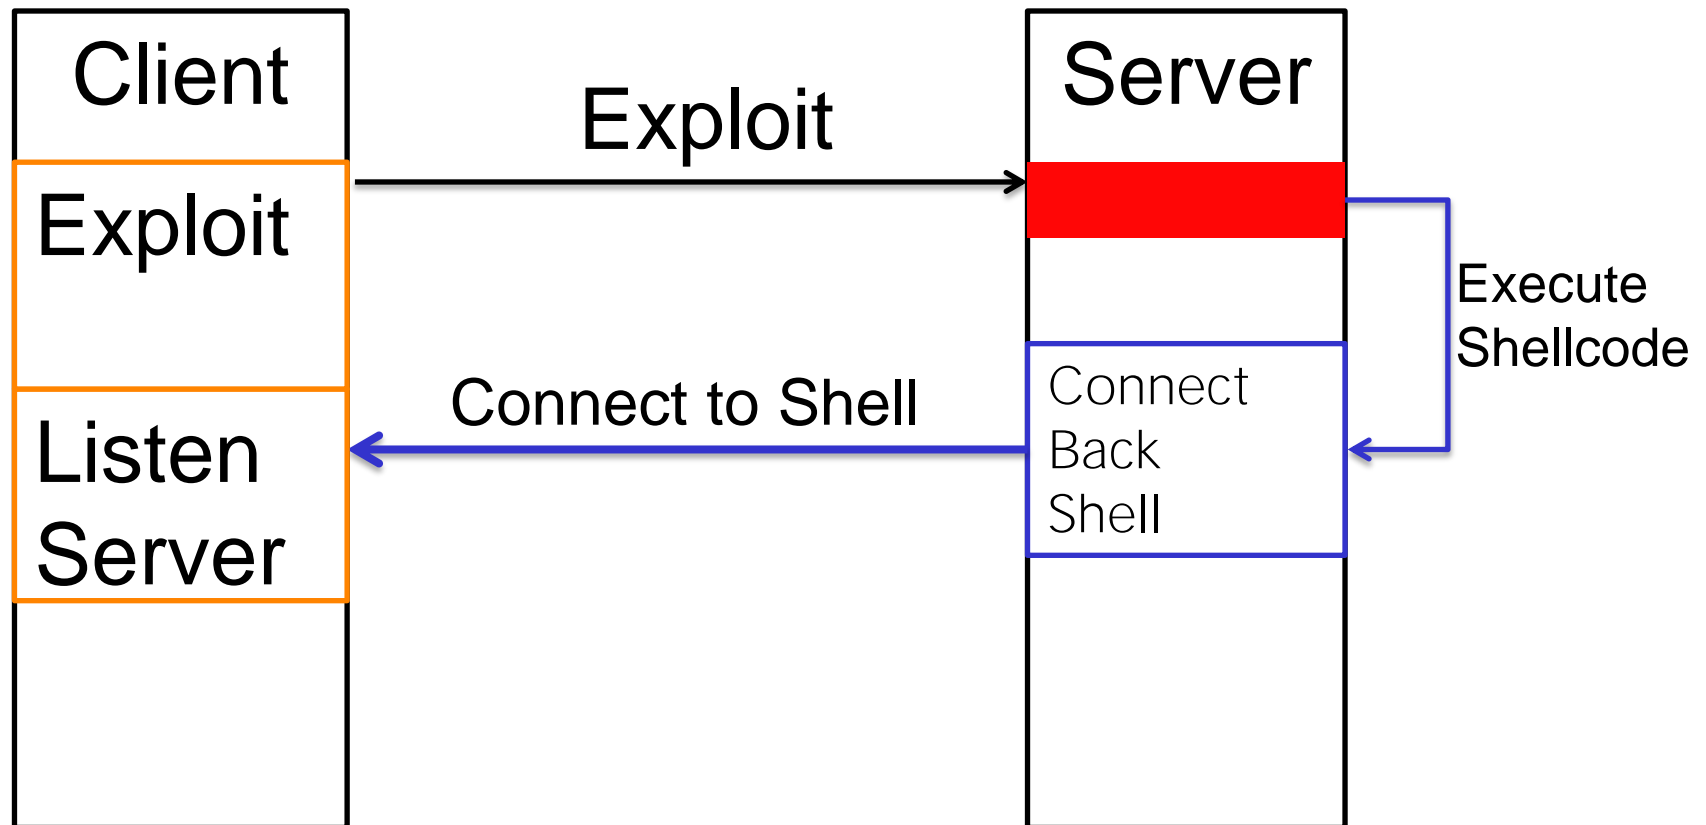 Client
Exploit
Server
Exploit
Execute
Shellcode
Connect to Shell
Connect
Back
Shell
Listen
Server